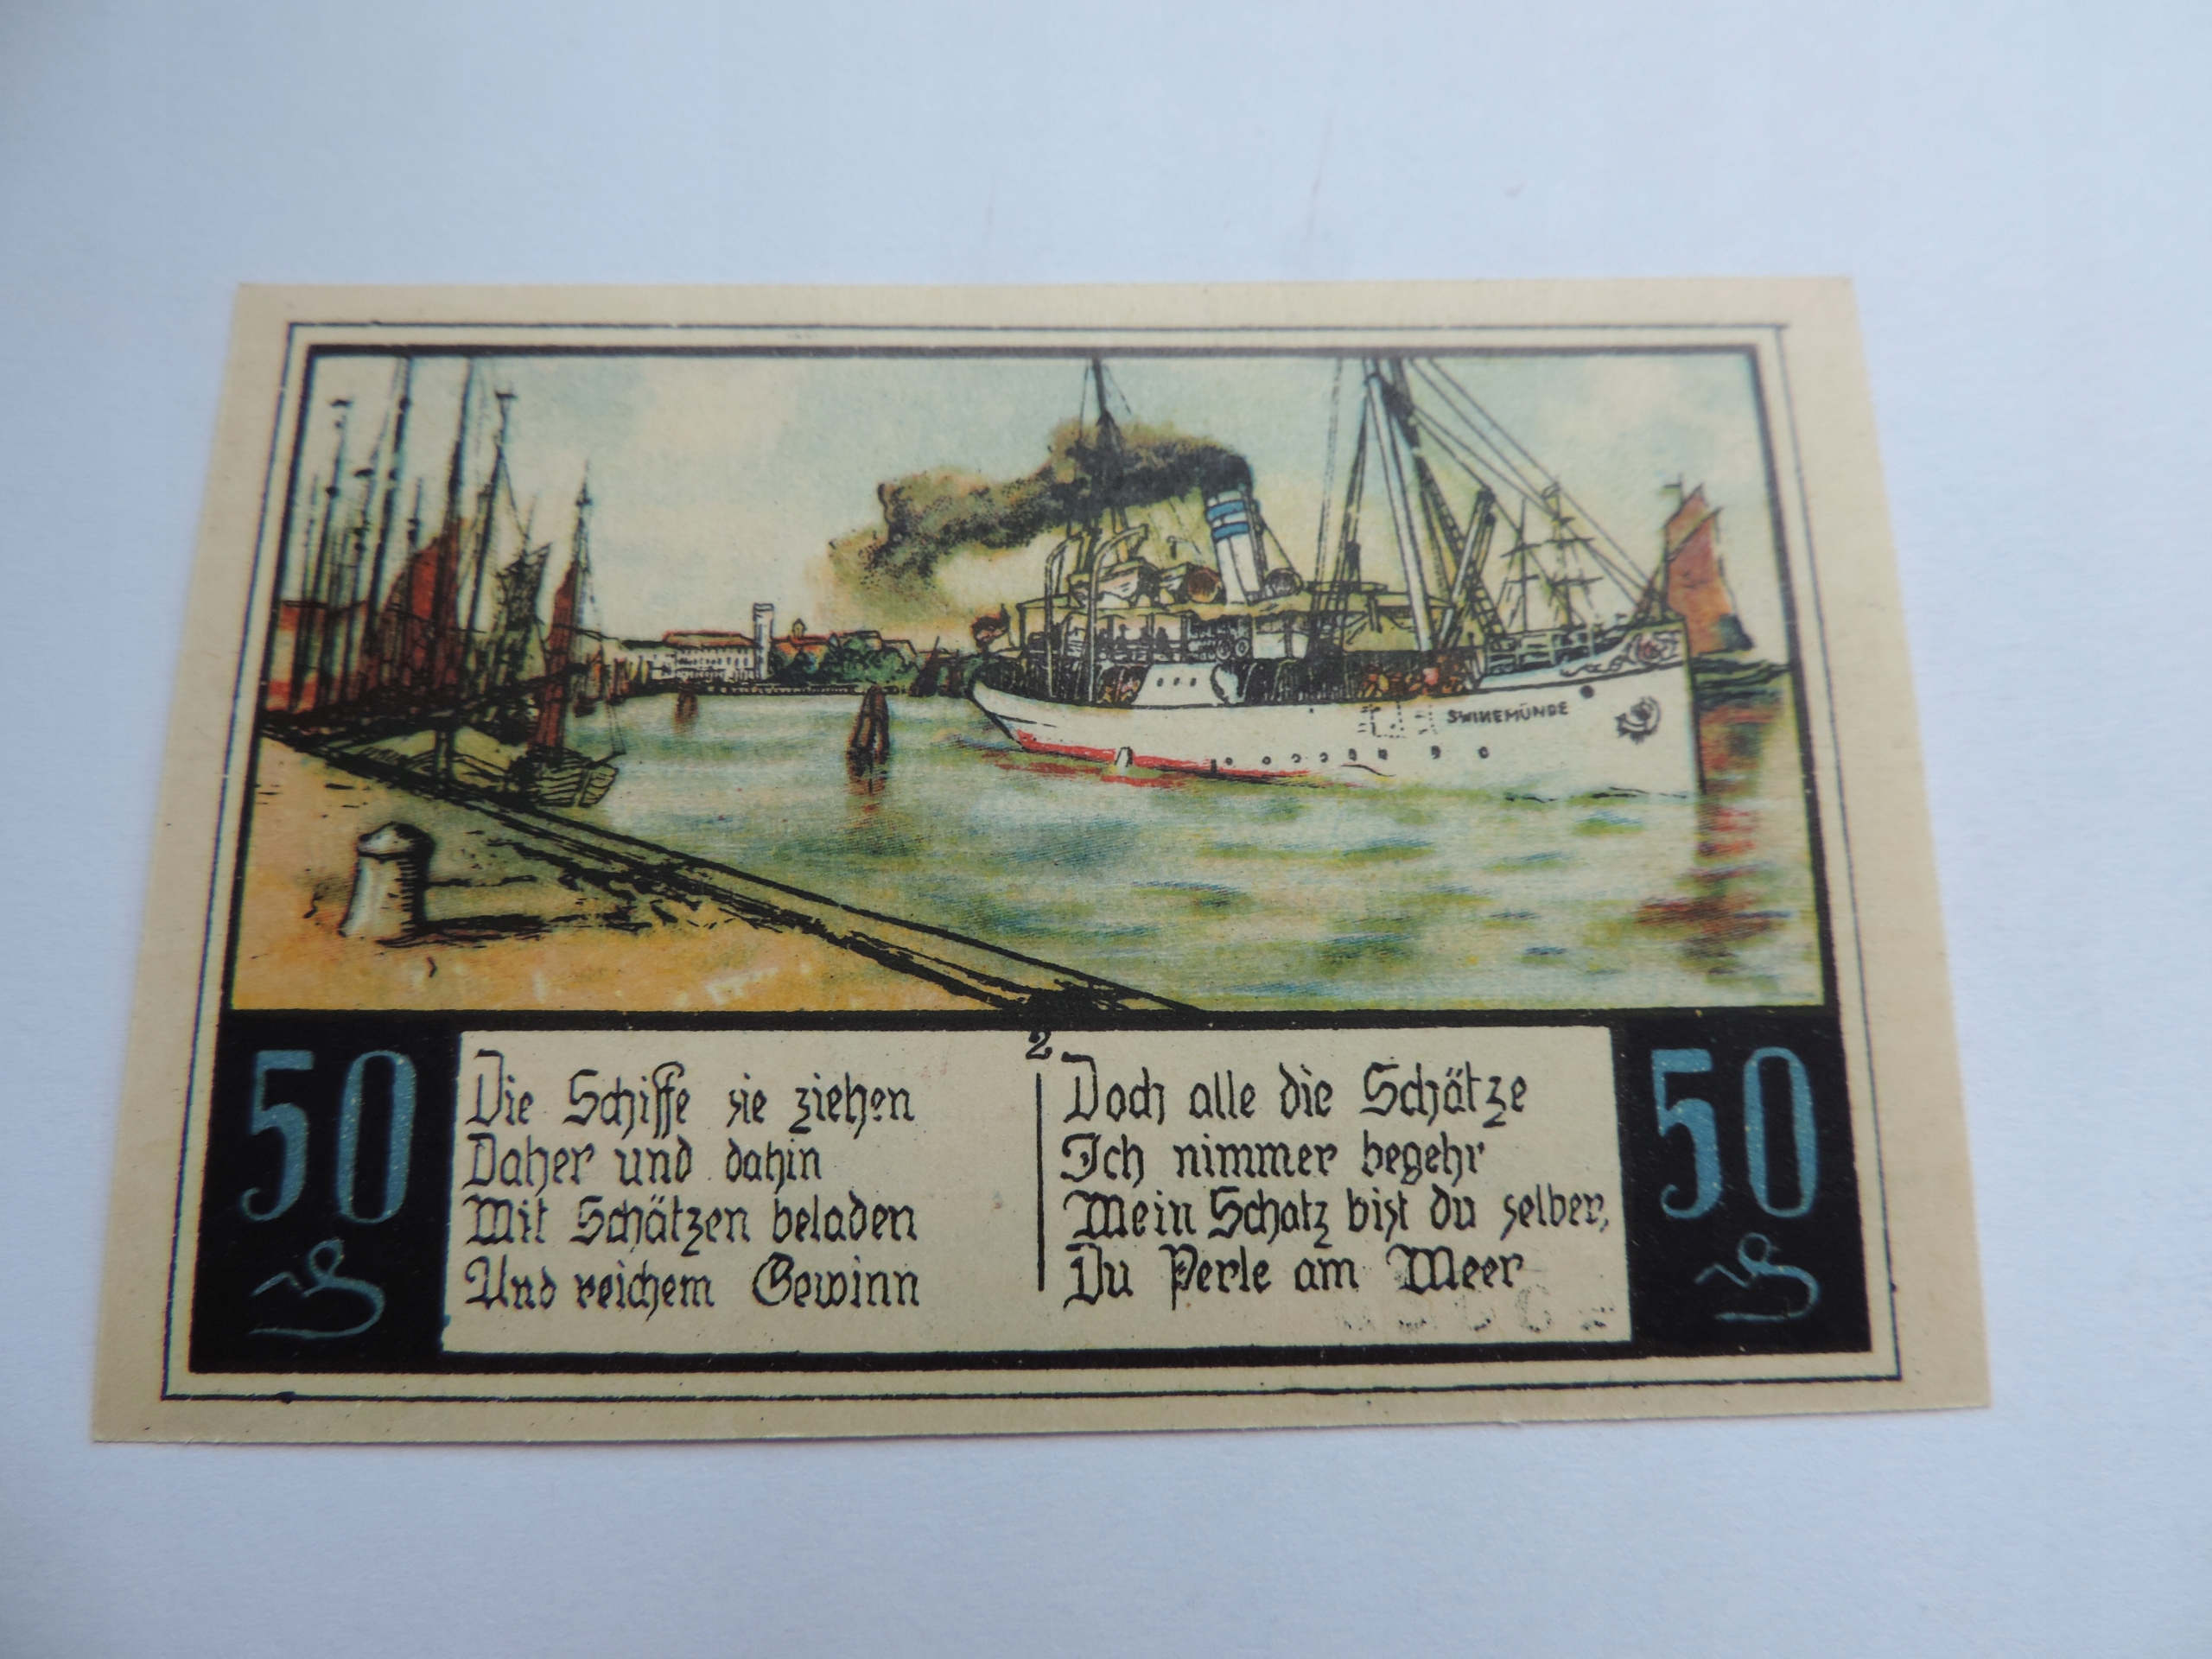 SWINEMÜNDE
2
50
Die Schiffe sie ziehen
Daher und dahin
Mit Schätzen beladen
Und reichem Gewinn
Doch alle die Schätze
Ich nimmer begehr
Mein Schatz bist du selber,
Du Perle am Meer
50